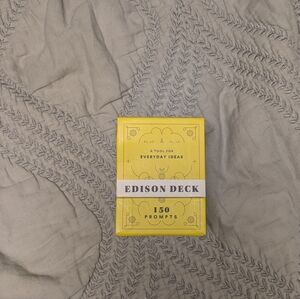 A TOOL FOR
EVERYDAY IDEAS
EDISON DECK
150
PROMPTS